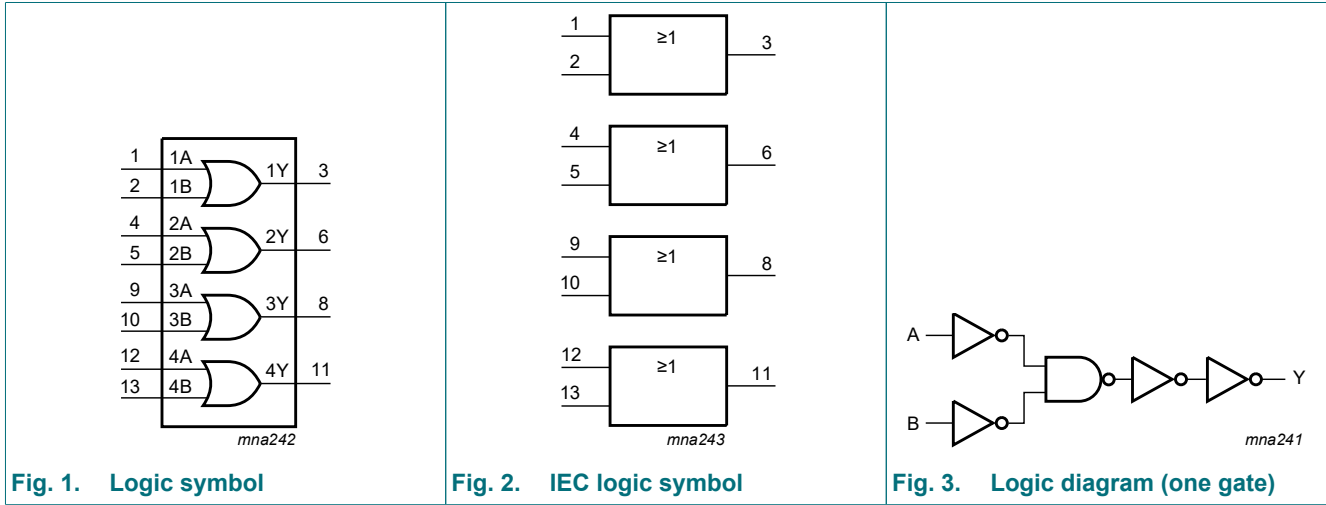 1 1A 1Y 3
2 1B
4 2A 2Y 6
5 2B
9 3A 3Y 8
10 3B
12 4A 4Y 11
13 4B
mna242
Fig. 1. Logic symbol
1 ≥1 3
2
4 ≥1 6
5
9 ≥1 8
10
12 ≥1 11
13
mna243
Fig. 2. IEC logic symbol
A
Y
B
mna241
Fig. 3. Logic diagram (one gate)